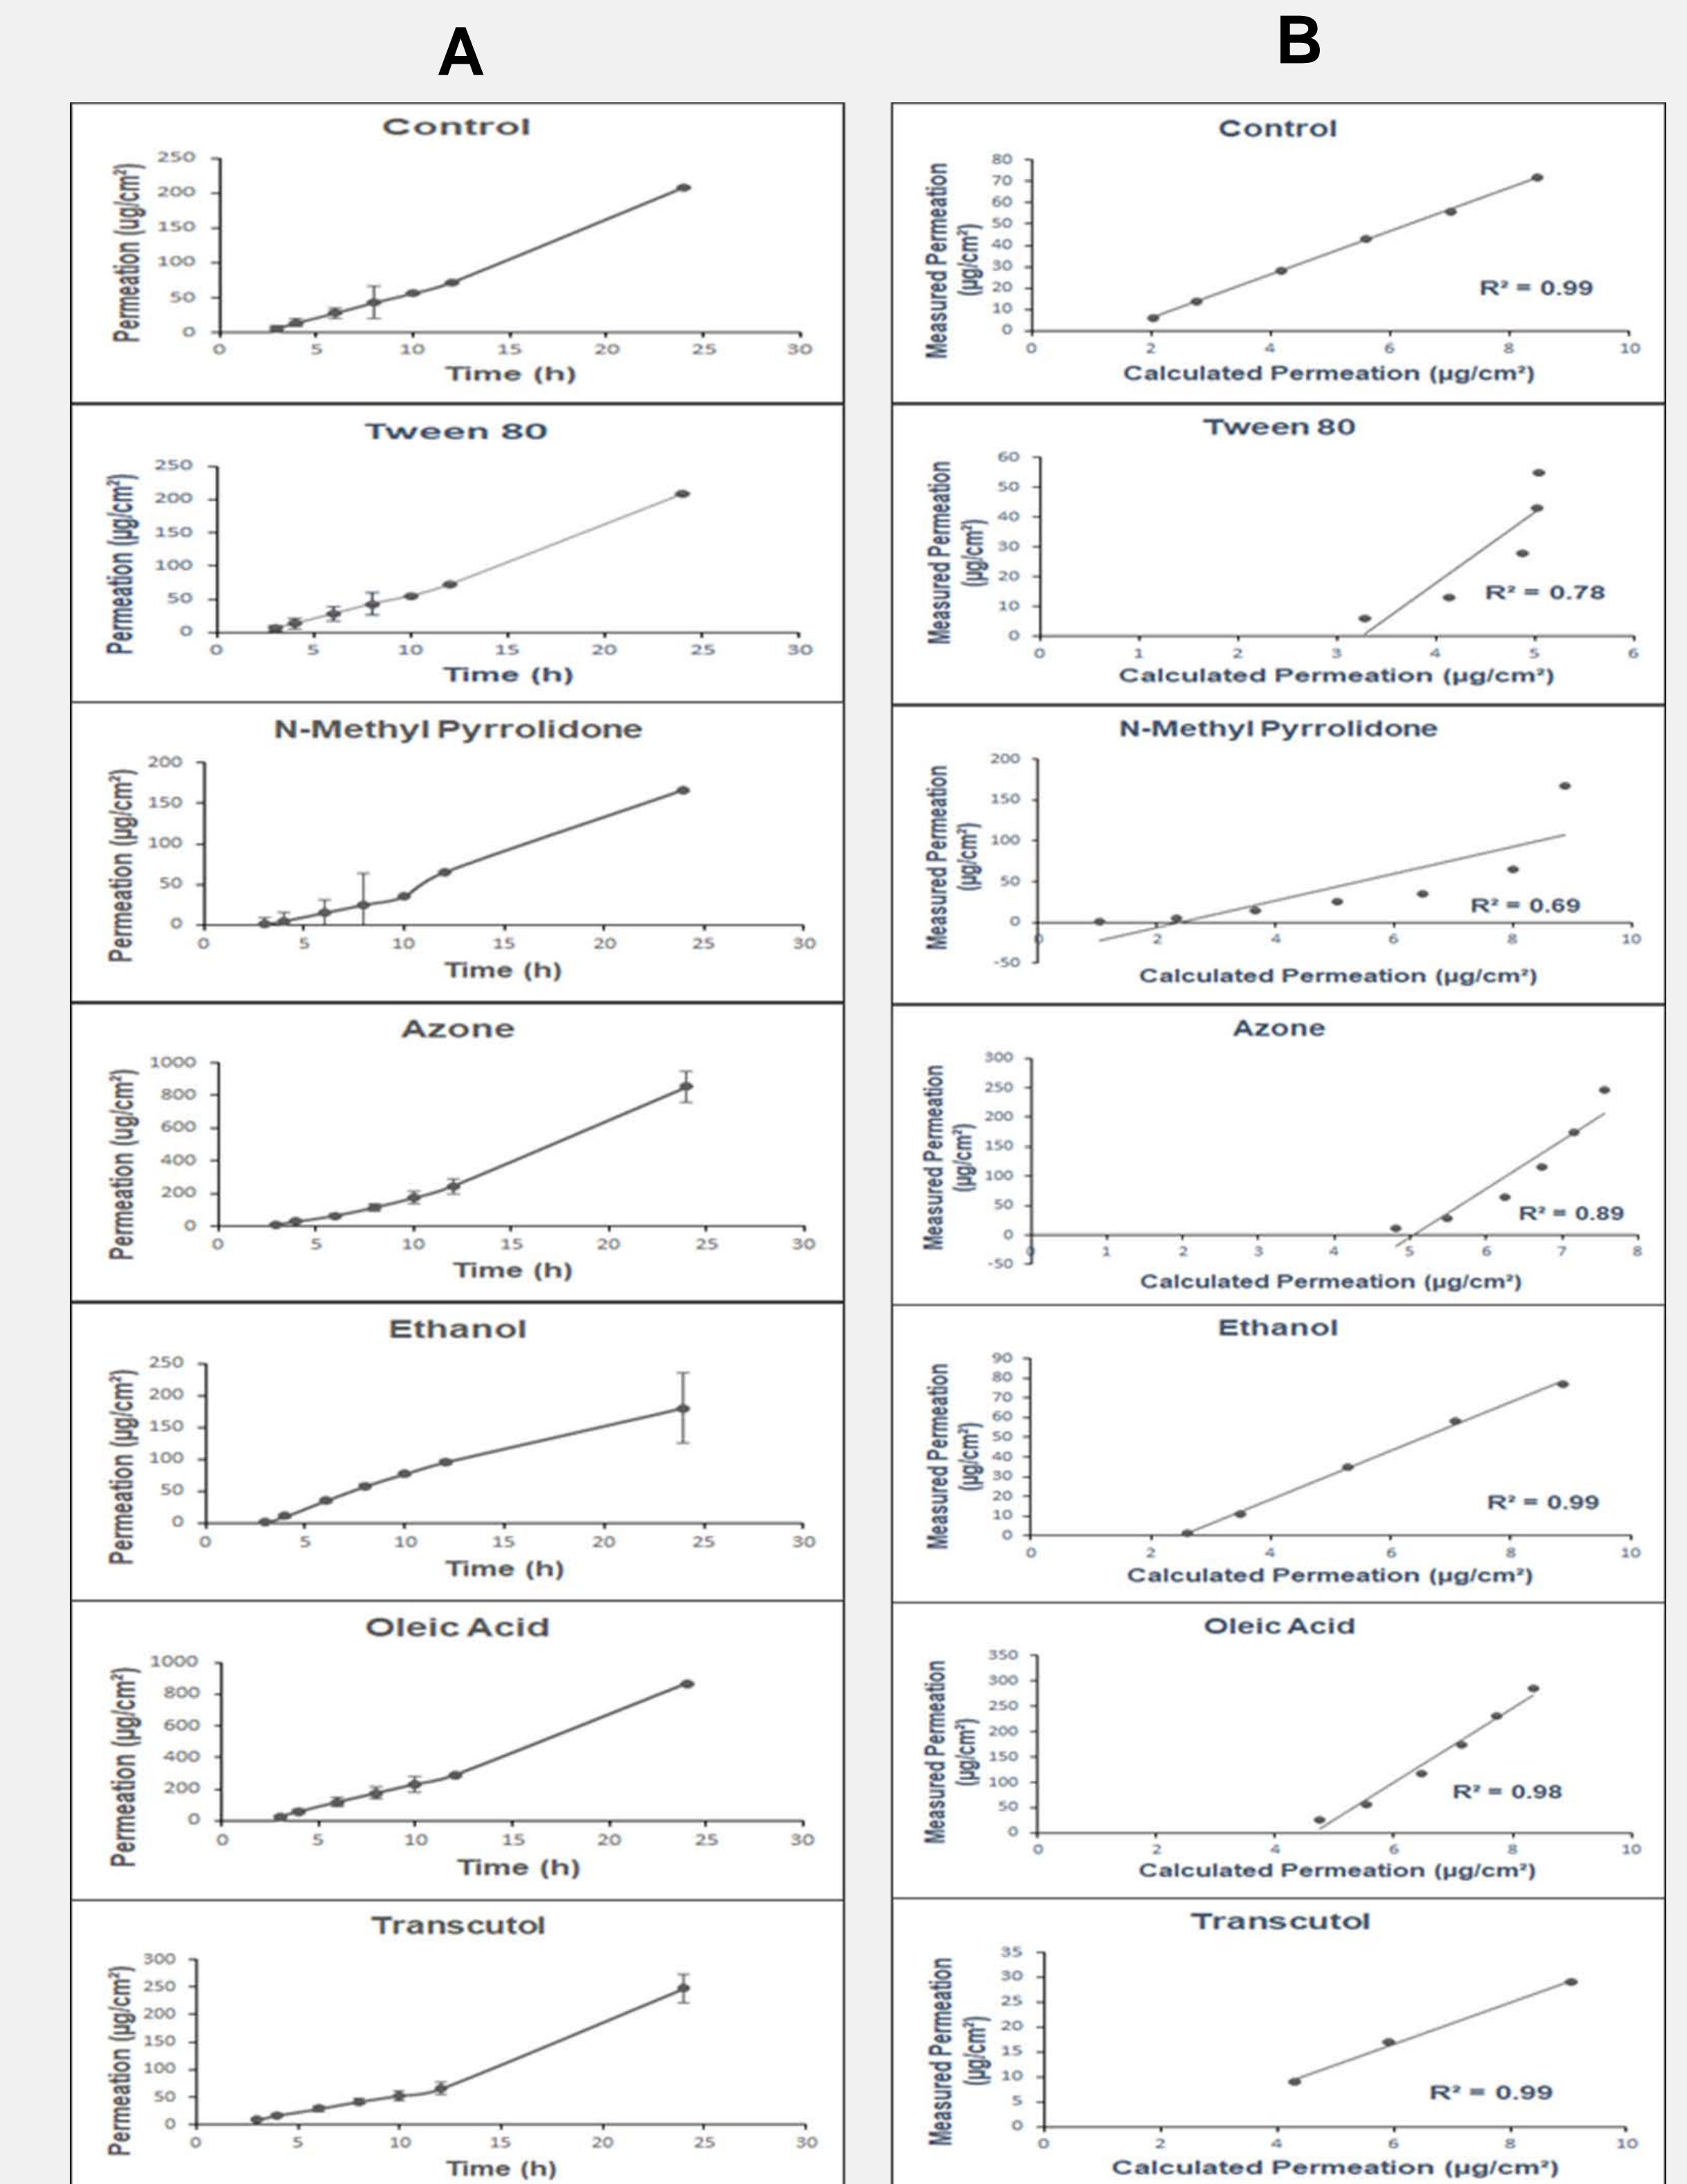 A
B
Control
Permeation (ug/cm²)
250
200
150
100
50
0
0 5 10 15 20 25 30
Time (h)
Control
Measured Permeation
(µg/cm²)
80
70
60
50
40
30
20
10
0
R² = 0.99
0 2 4 6 8 10
Calculated Permeation (µg/cm²)
Tween 80
Permeation (µg/cm²)
250
200
150
100
50
0
0 5 10 15 20 25 30
Time (h)
Tween 80
Measured Permeation
(µg/cm²)
60
50
40
30
20
10
0
R² = 0.78
0 1 2 3 4 5 6
Calculated Permeation (µg/cm²)
N-Methyl Pyrrolidone
Permeation (µg/cm²)
200
150
100
50
0
0 5 10 15 20 25 30
Time (h)
N-Methyl Pyrrolidone
Measured Permeation
(µg/cm²)
200
150
100
50
0
-50
R² = 0.69
0 2 4 6 8 10
Calculated Permeation (µg/cm²)
Azone
Permeation (ug/cm²)
1000
800
600
400
200
0
0 5 10 15 20 25 30
Time (h)
Azone
Measured Permeation
(µg/cm²)
300
250
200
150
100
50
0
-50
R² = 0.89
0 1 2 3 4 5 6 7 8
Calculated Permeation (µg/cm²)
Ethanol
Permeation (µg/cm²)
250
200
150
100
50
0
0 5 10 15 20 25 30
Time (h)
Ethanol
Measured Permeation
(µg/cm²)
90
80
70
60
50
40
30
20
10
0
R² = 0.99
0 2 4 6 8 10
Calculated Permeation (µg/cm²)
Oleic Acid
Permeation (µg/cm²)
1000
800
600
400
200
0
0 5 10 15 20 25 30
Time (h)
Oleic Acid
Measured Permeation
(µg/cm²)
350
300
250
200
150
100
50
0
R² = 0.98
0 2 4 6 8 10
Calculated Permeation (µg/cm²)
Transcutol
Permeation (µg/cm²)
300
250
200
150
100
50
0
0 5 10 15 20 25 30
Time (h)
Transcutol
Measured Permeation
(µg/cm²)
35
30
25
20
15
10
5
0
R² = 0.99
0 2 4 6 8 10
Calculated Permeation (µg/cm²)